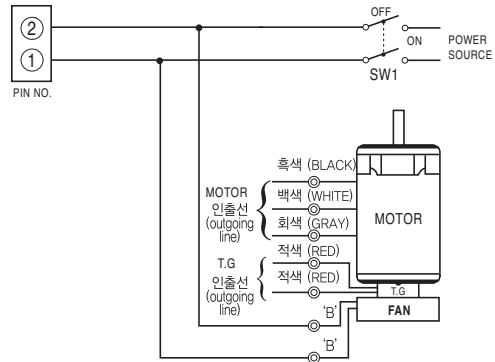 ②
①
PIN NO.
OFF
ON
POWER
SOURCE
SW1
흑색 (BLACK)
백색 (WHITE)
회색 (GRAY)
MOTOR
인출선
(outgoing
line)
적색 (RED)
적색 (RED)
T.G
인출선
(outgoing
line)
MOTOR
T.G
FAN
'B'
'B'